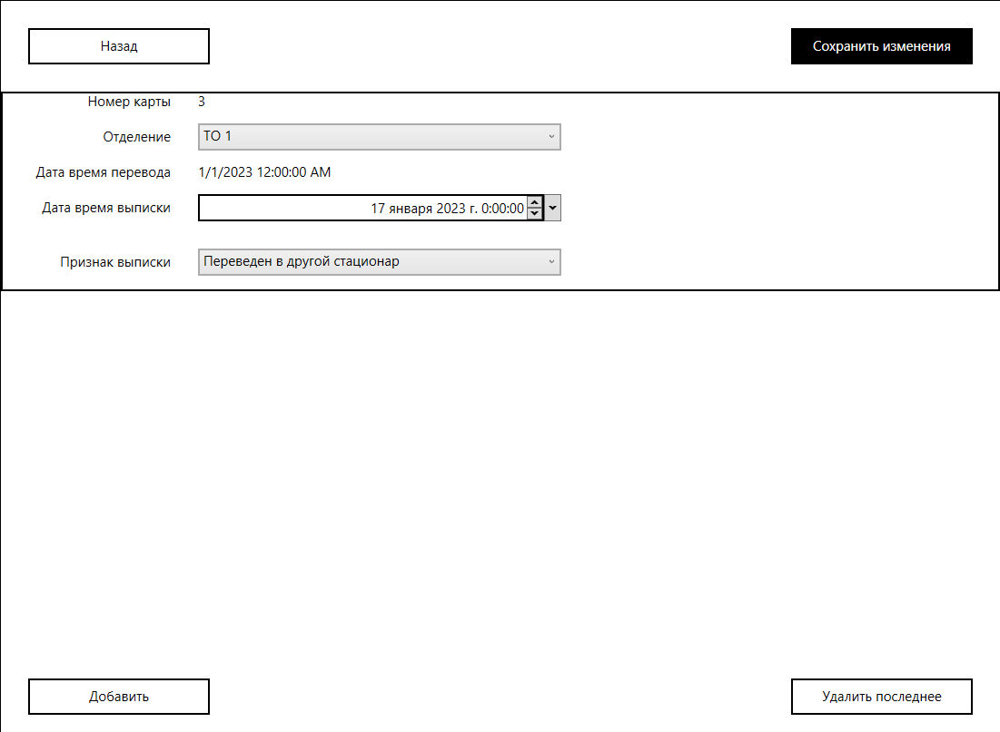 Назад
Сохранить изменения
Номер карты 3
Отделение ТО 1
Дата время перевода 1/1/2023 12:00:00 AM
Дата время выписки 17 января 2023 г. 0:00:00
Признак выписки Переведен в другой стационар
Добавить
Удалить последнее